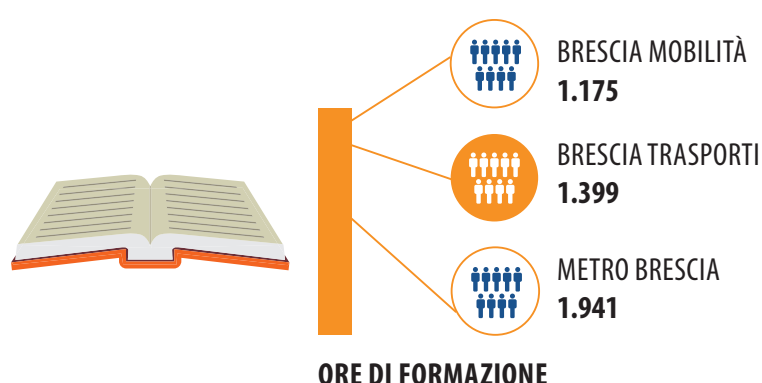 BRESCIA MOBILITÀ
1.175
BRESCIA TRASPORTI
1.399
METRO BRESCIA
1.941
ORE DI FORMAZIONE